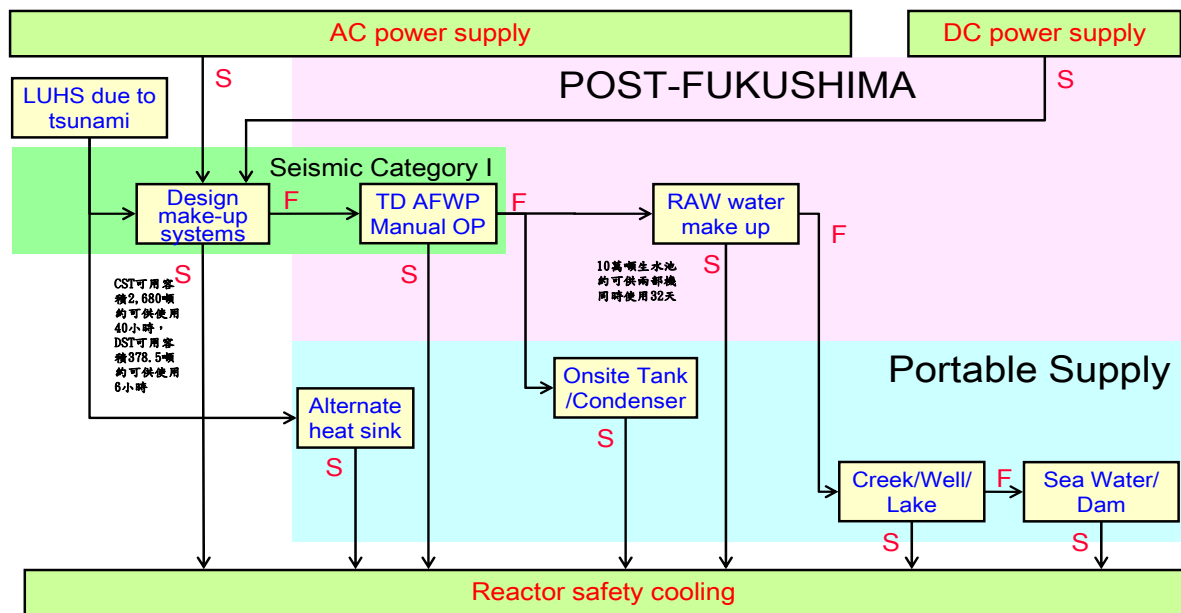 AC power supply
DC power supply
S
S
LUHS due to
tsunami
POST-FUKUSHIMA
Seismic Category I
Design
make-up
systems
F
TD AFWP
Manual OP
F
RAW water
make up
F
S
S
S
CST可用容
積2,680噸
約可供使用
40小時，
DST可用容
積378.5噸
約可供使用
6小時
10萬噸生水池
約可供兩部機
同時使用32天
Portable Supply
Onsite Tank
/Condenser
Alternate
heat sink
S
S
Creek/Well/
Lake
F
Sea Water/
Dam
S
S
Reactor safety cooling